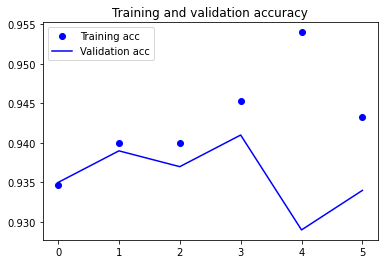 Training and validation accuracy
Training acc
Validation acc
0.955
0.950
0.945
0.940
0.935
0.930
0 1 2 3 4 5